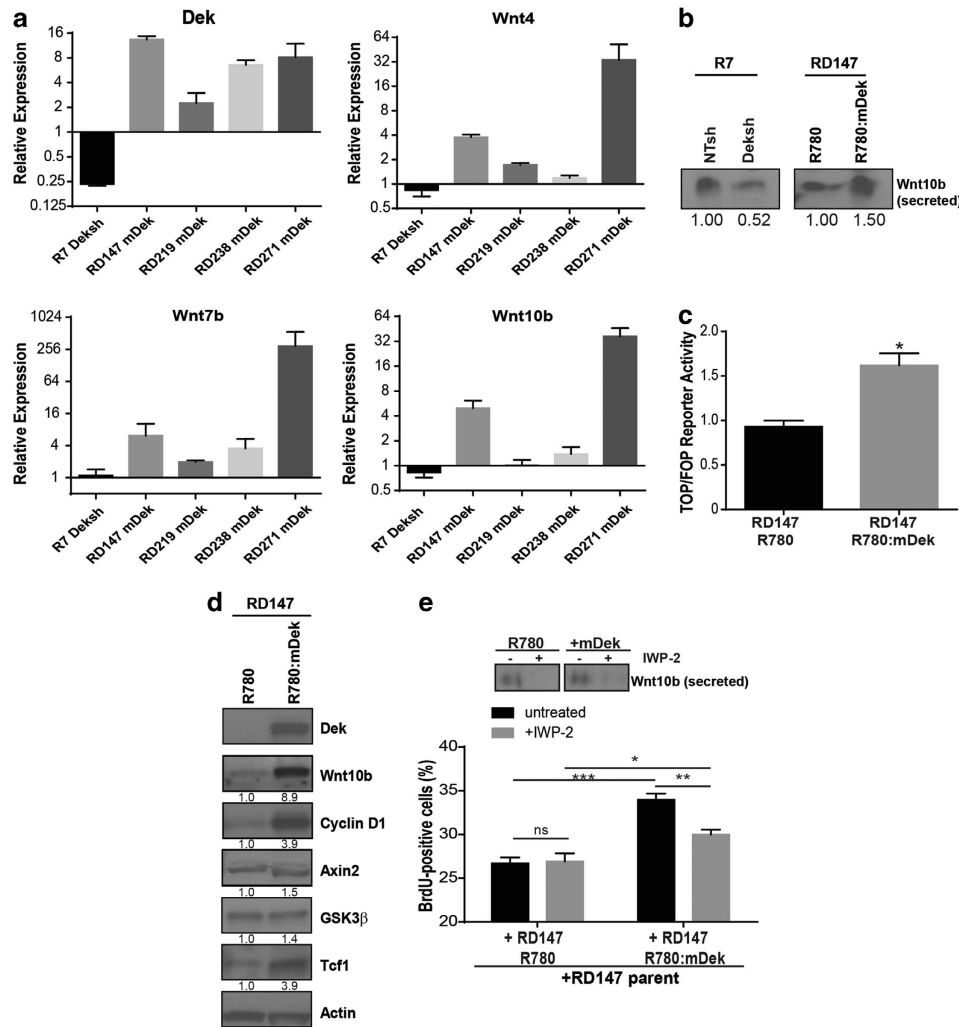 a
Dek
Relative Expression
16
8
4
2
1
0.5
0.25
0.125
R7 Deksh
RD147 mDek
RD219 mDek
RD238 mDek
RD271 mDek
Wnt4
Relative Expression
64
32
16
8
4
2
1
0.5
R7 Deksh
RD147 mDek
RD219 mDek
RD238 mDek
RD271 mDek
Wnt7b
Relative Expression
1024
256
64
16
4
1
R7 Deksh
RD147 mDek
RD219 mDek
RD238 mDek
RD271 mDek
Wnt10b
Relative Expression
64
32
16
8
4
2
1
0.5
R7 Deksh
RD147 mDek
RD219 mDek
RD238 mDek
RD271 mDek
b
R7 RD147
NTsh
Deksh
R780
R780:mDek
Wnt10b
(secreted)
1.00 0.52 1.00 1.50
c
TOP/FOP Reporter Activity
2.0
1.5
1.0
0.5
0
*
RD147
R780
RD147
R780:mDek
d
RD147
R780
R780:mDek
Dek
Wnt10b
1.0 8.9
Cyclin D1
1.0 3.9
Axin2
1.0 1.5
GSK3β
1.0 1.4
Tcf1
1.0 3.9
Actin
e
R780 +mDek
- + - + IWP-2
Wnt10b (secreted)
untreated
+IWP-2
BrdU-positive cells (%)
40
35
30
25
20
ns
***
*
**
+ RD147
R780
+ RD147
R780:mDek
+RD147 parent